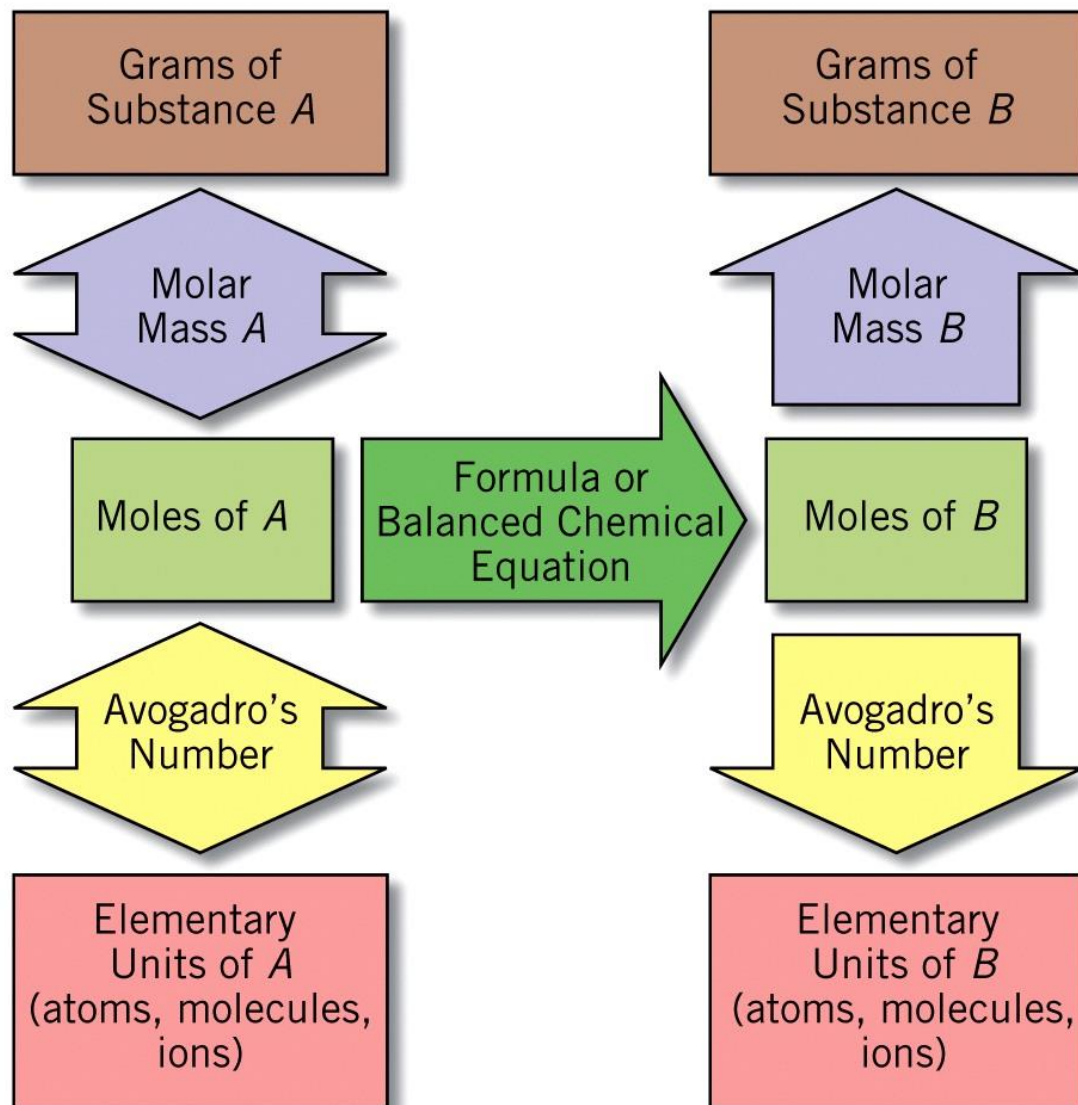 Grams of
Substance A
Grams of
Substance B
Molar
Mass A
Molar
Mass B
Moles of A
Formula or
Balanced Chemical
Equation
Moles of B
Avogadro’s
Number
Avogadro’s
Number
Elementary
Units of A
(atoms, molecules,
ions)
Elementary
Units of B
(atoms, molecules,
ions)